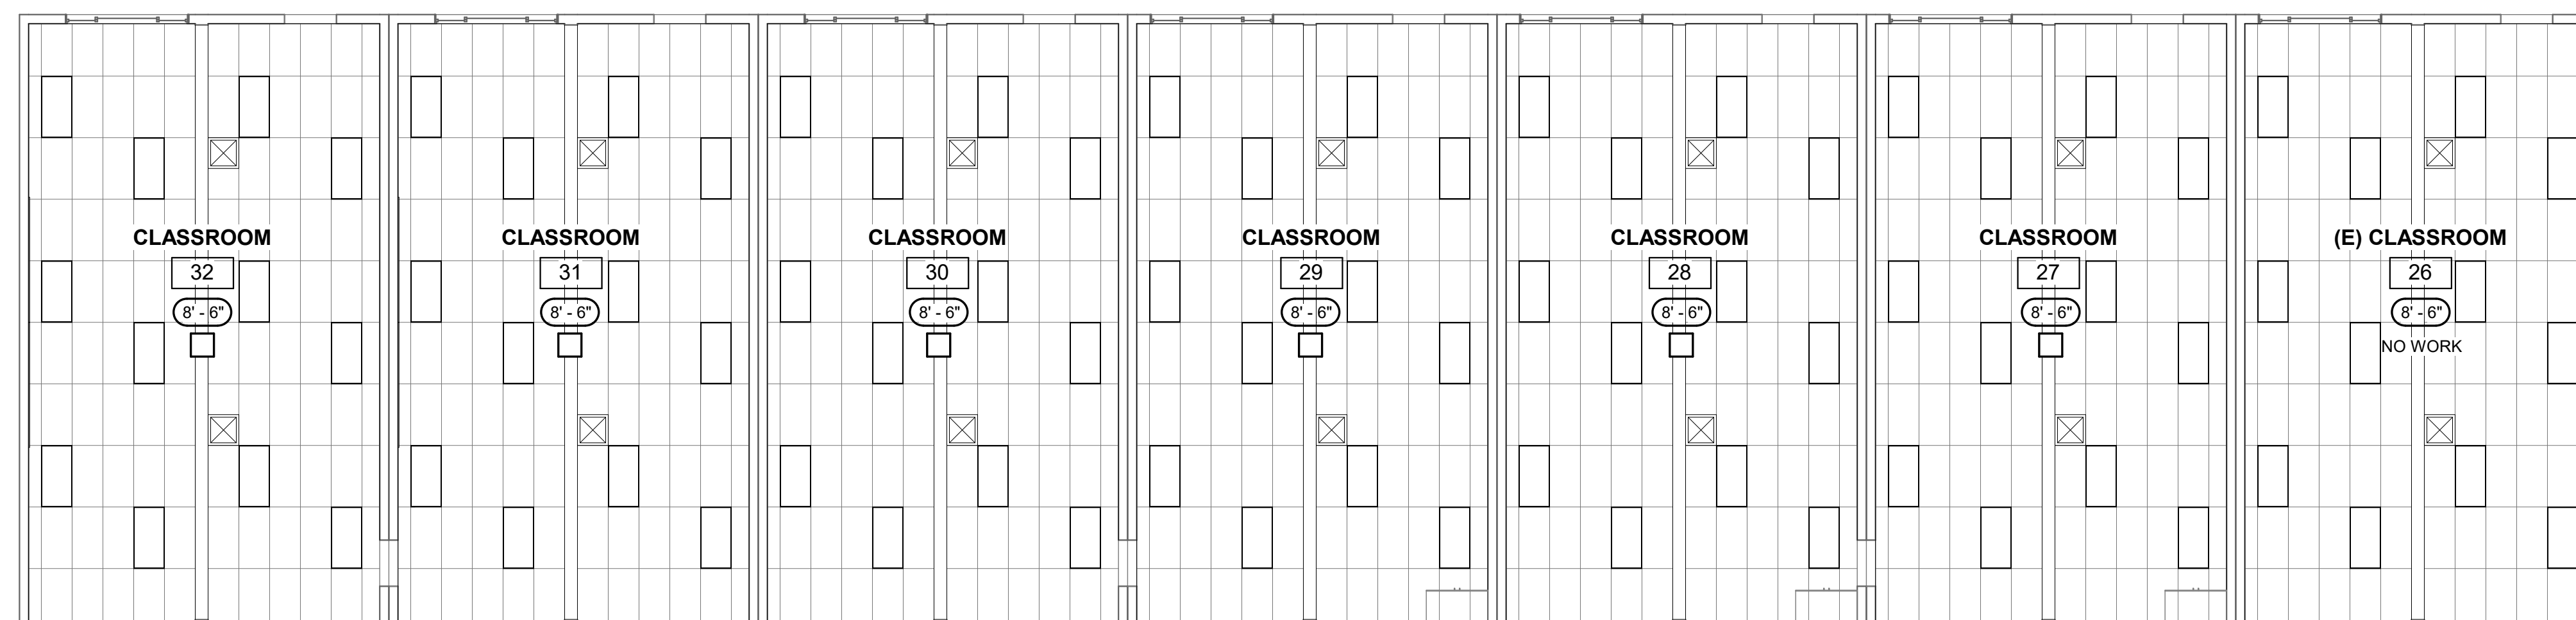 CLASSROOM
32
8' - 6"
CLASSROOM
31
8' - 6"
CLASSROOM
30
8' - 6"
CLASSROOM
29
8' - 6"
CLASSROOM
28
8' - 6"
CLASSROOM
27
8' - 6"
(E) CLASSROOM
26
8' - 6"
NO WORK